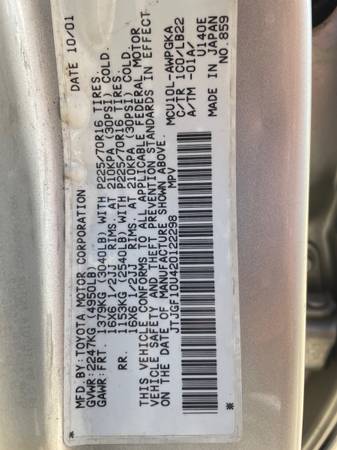 MFD.BY:TOYOTA MOTOR CORPORATION DATE 10/01
GVWR:2247KG (4950LB)
GAWR:FRT. 1379KG (3040LB) WITH P225/70R16 TIRES.
16X6 1/2JJ RIMS. AT 210KPA (30PSI) COLD.
RR. 1153KG (2540LB) WITH P225/70R16 TIRES.
16X6 1/2JJ RIMS. AT 210KPA (30PSI) COLD.
THIS VEHICLE CONFORMS TO ALL APPLICABLE FEDERAL MOTOR
VEHICLE SAFETY AND THEFT PREVENTION STANDARDS IN EFFECT
ON THE DATE OF MANUFACTURE SHOWN ABOVE.
JTJGF10U420122298 MPV
MCU10L-AWPGKA
C/TR 1C0/LB22
A/TM -01A/ U140E
MADE IN JAPAN
NO.859